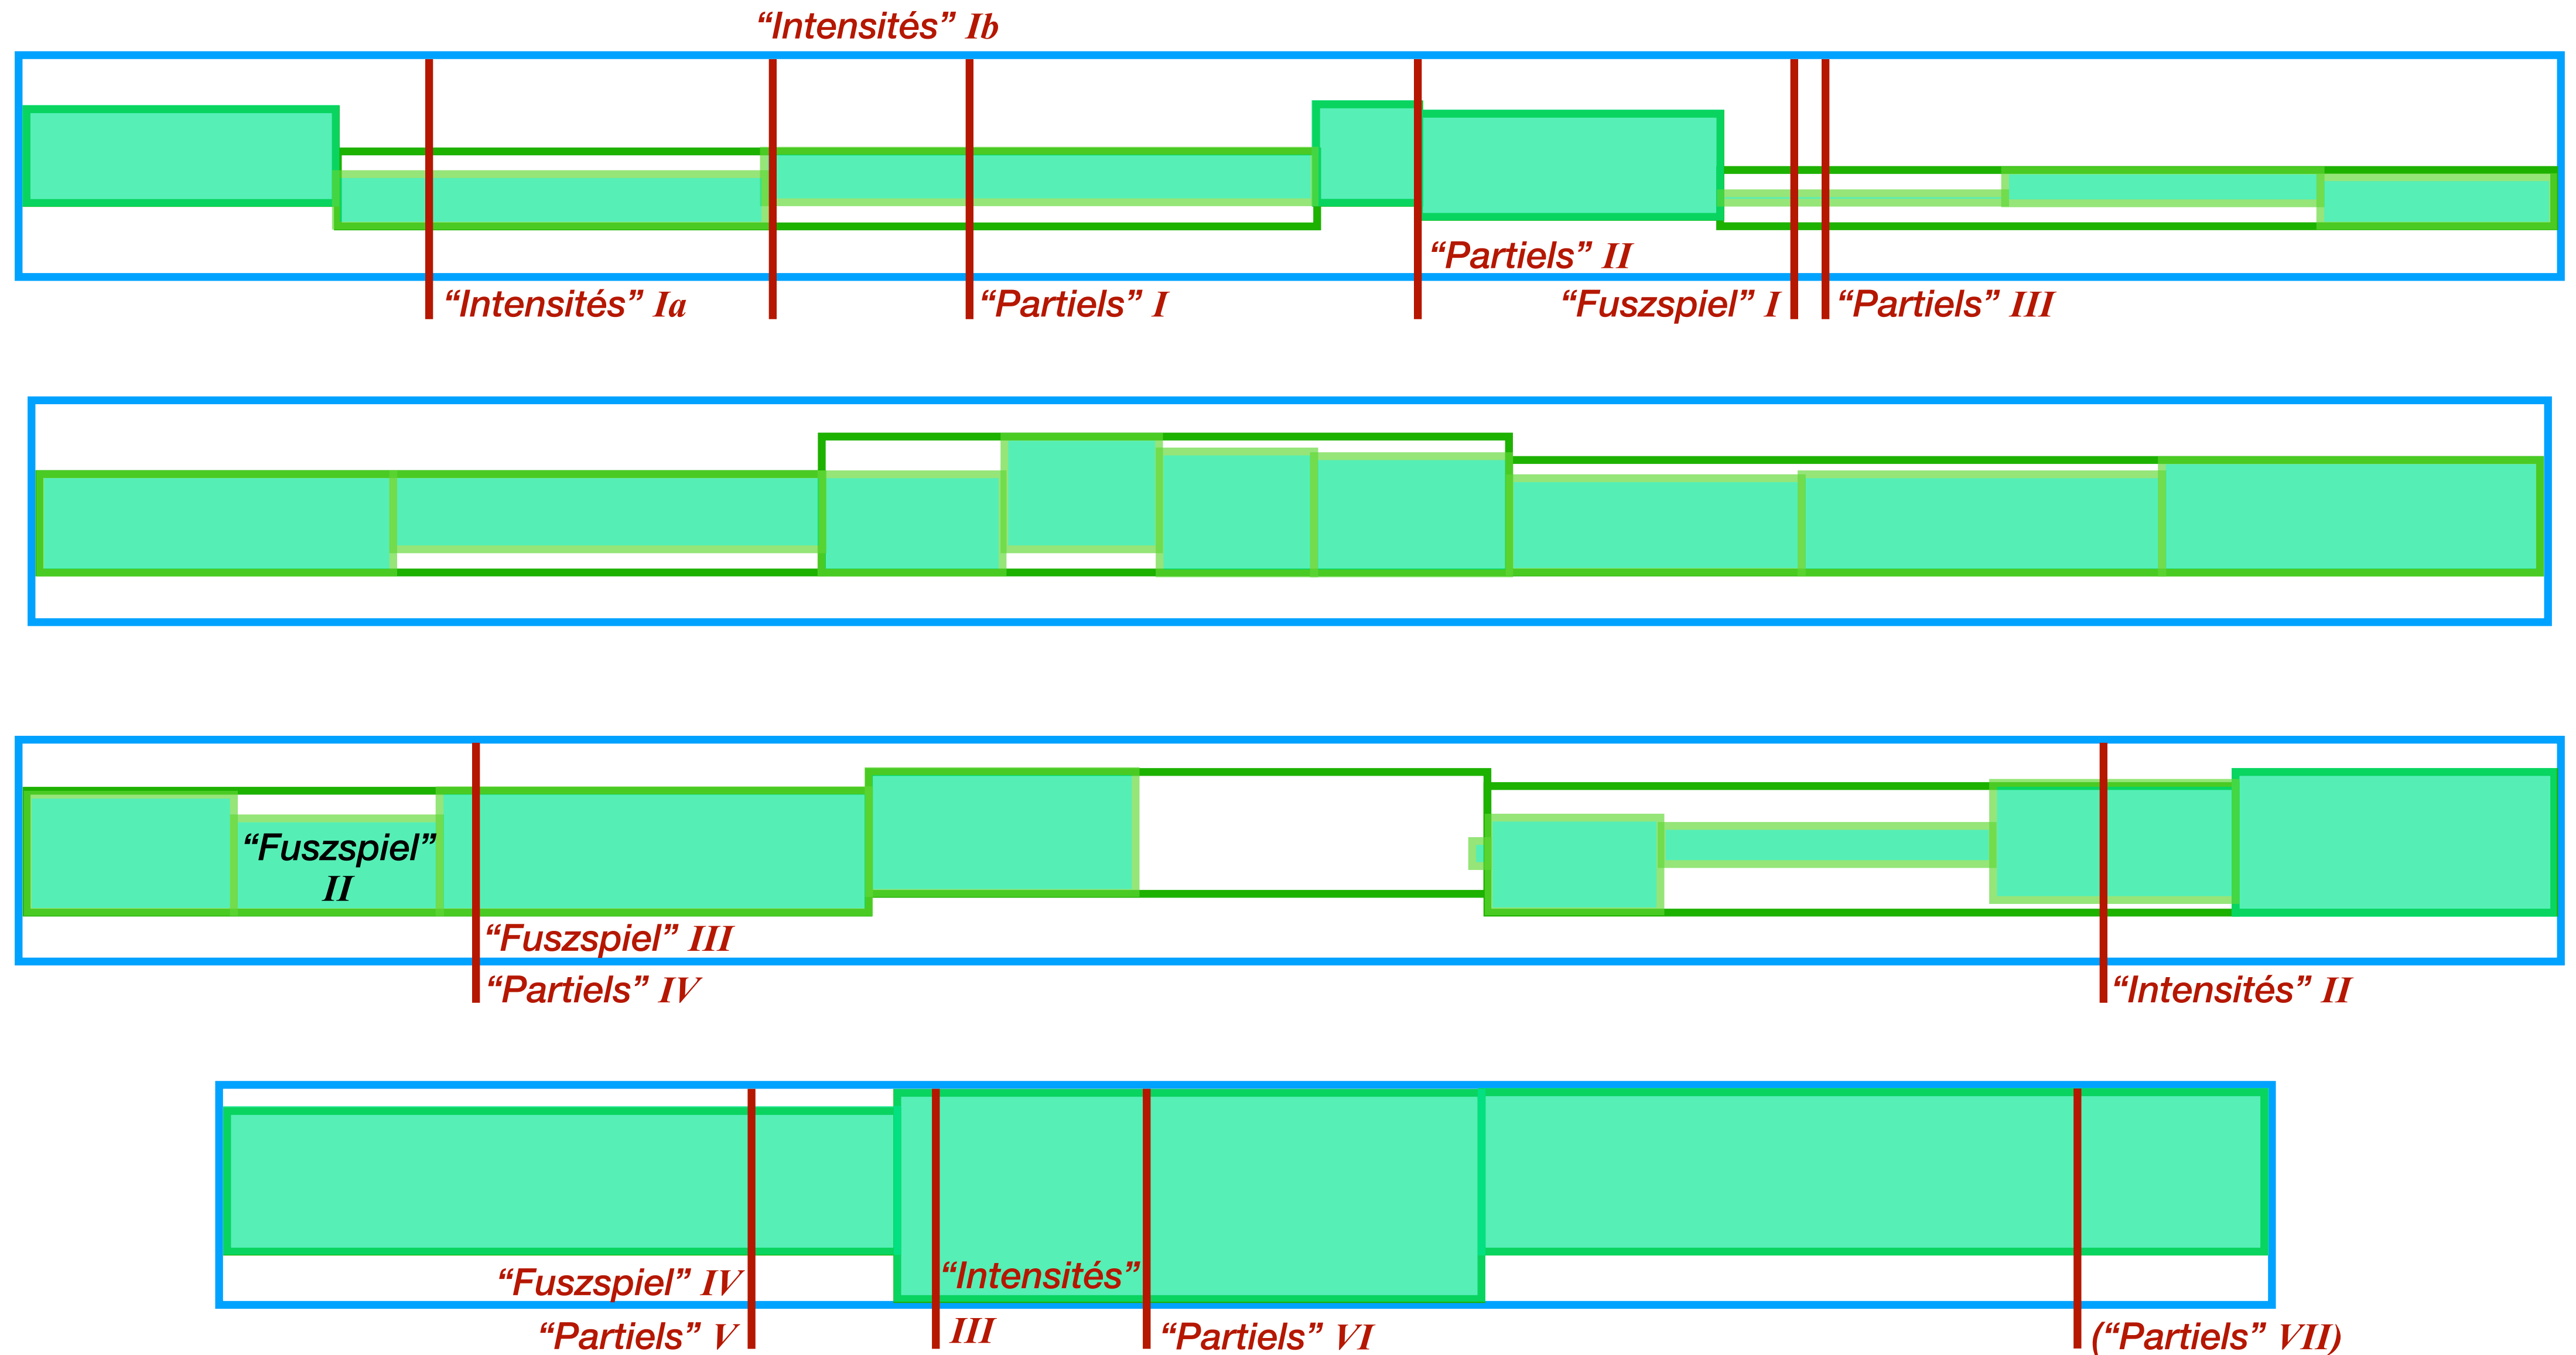 “Intensités” Ib
“Partiels” II
“Intensités” Ia
“Partiels” I
“Fuszspiel” I
“Partiels” III
“Fuszspiel”
II
“Fuszspiel” III
“Partiels” IV
“Intensités” II
“Intensités”
“Fuszspiel” IV
III
“Partiels” V
“Partiels” VI
(“Partiels” VII)